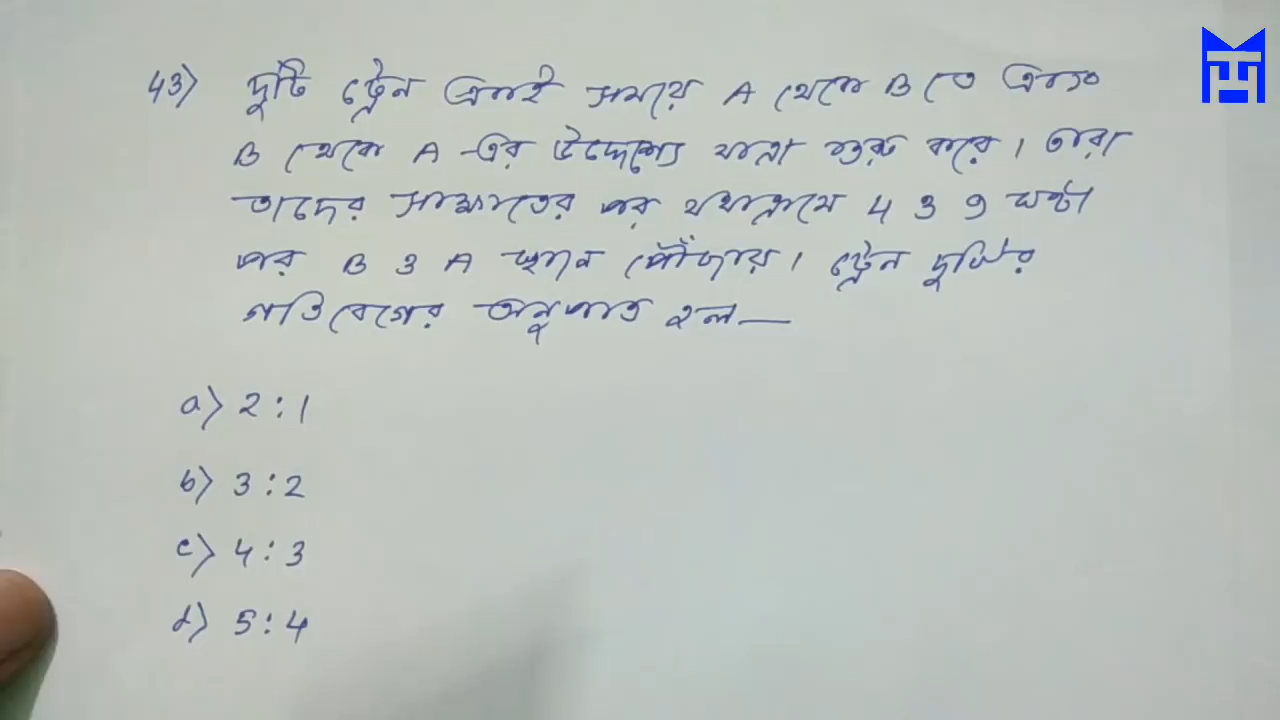 43) দুটি ট্রেন একই সময়ে A থেকে B তে এবং
B থেকে A -এর উদ্দেশ্যে যাত্রা শুরু করে। তারা
তাদের সাক্ষাতের পর যথাক্রমে 4 ও 9 ঘন্টা
পর B ও A স্থানে পৌঁছায়। ট্রেন দুটির
গতিবেগের অনুপাত হল—
a) 2 : 1
b) 3 : 2
c) 4 : 3
d) 5 : 4